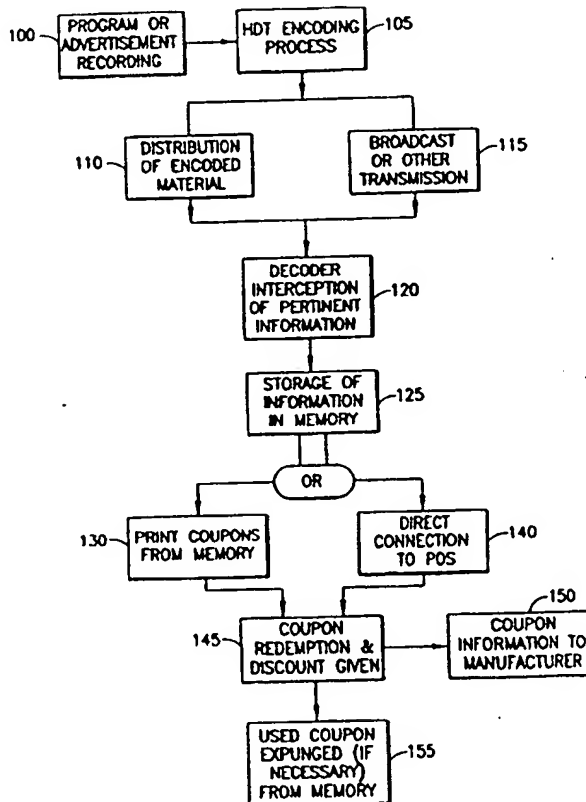 100
PROGRAM OR
ADVERTISEMENT
RECORDING
HDT ENCODING
PROCESS
105
110
DISTRIBUTION
OF ENCODED
MATERIAL
BROADCAST
OR OTHER
TRANSMISSION
115
DECODER
INTERCEPTION
OF PERTINENT
INFORMATION
120
STORAGE OF
INFORMATION
IN MEMORY
125
OR
130
PRINT COUPONS
FROM MEMORY
DIRECT
CONNECTION
TO POS
140
145
COUPON
REDEMPTION &
DISCOUNT GIVEN
150
COUPON
INFORMATION TO
MANUFACTURER
USED COUPON
EXPUNGED (IF
NECESSARY)
FROM MEMORY
155